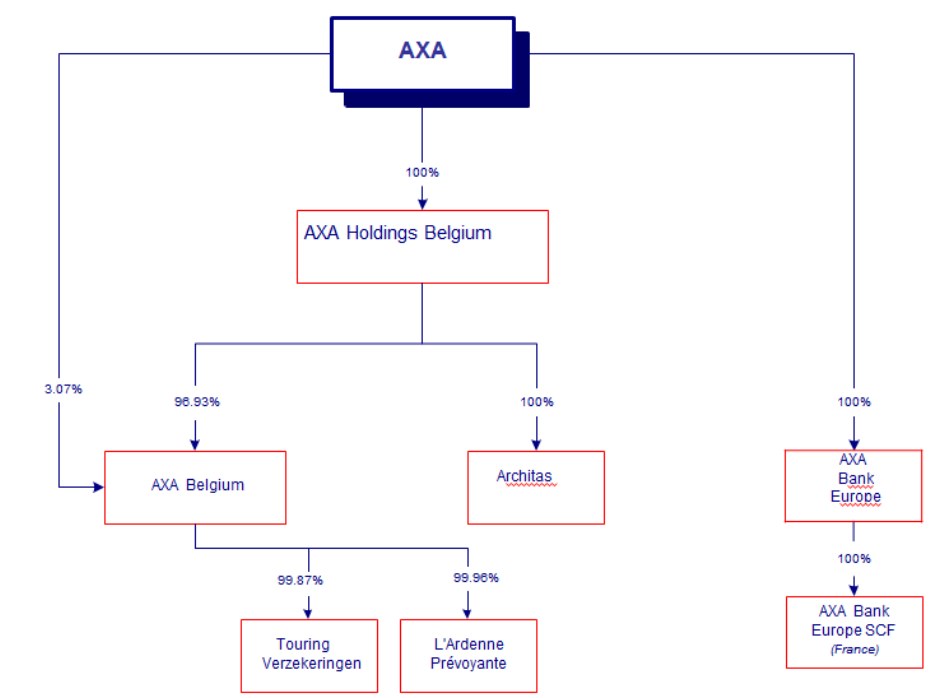 AXA
100%
AXA Holdings Belgium
3.07%
96.93%
100%
100%
AXA Belgium
Architas
AXA
Bank
Europe
99.87%
99.96%
100%
Touring
Verzekeringen
L'Ardenne
Prévoyante
AXA Bank
Europe SCF
(France)